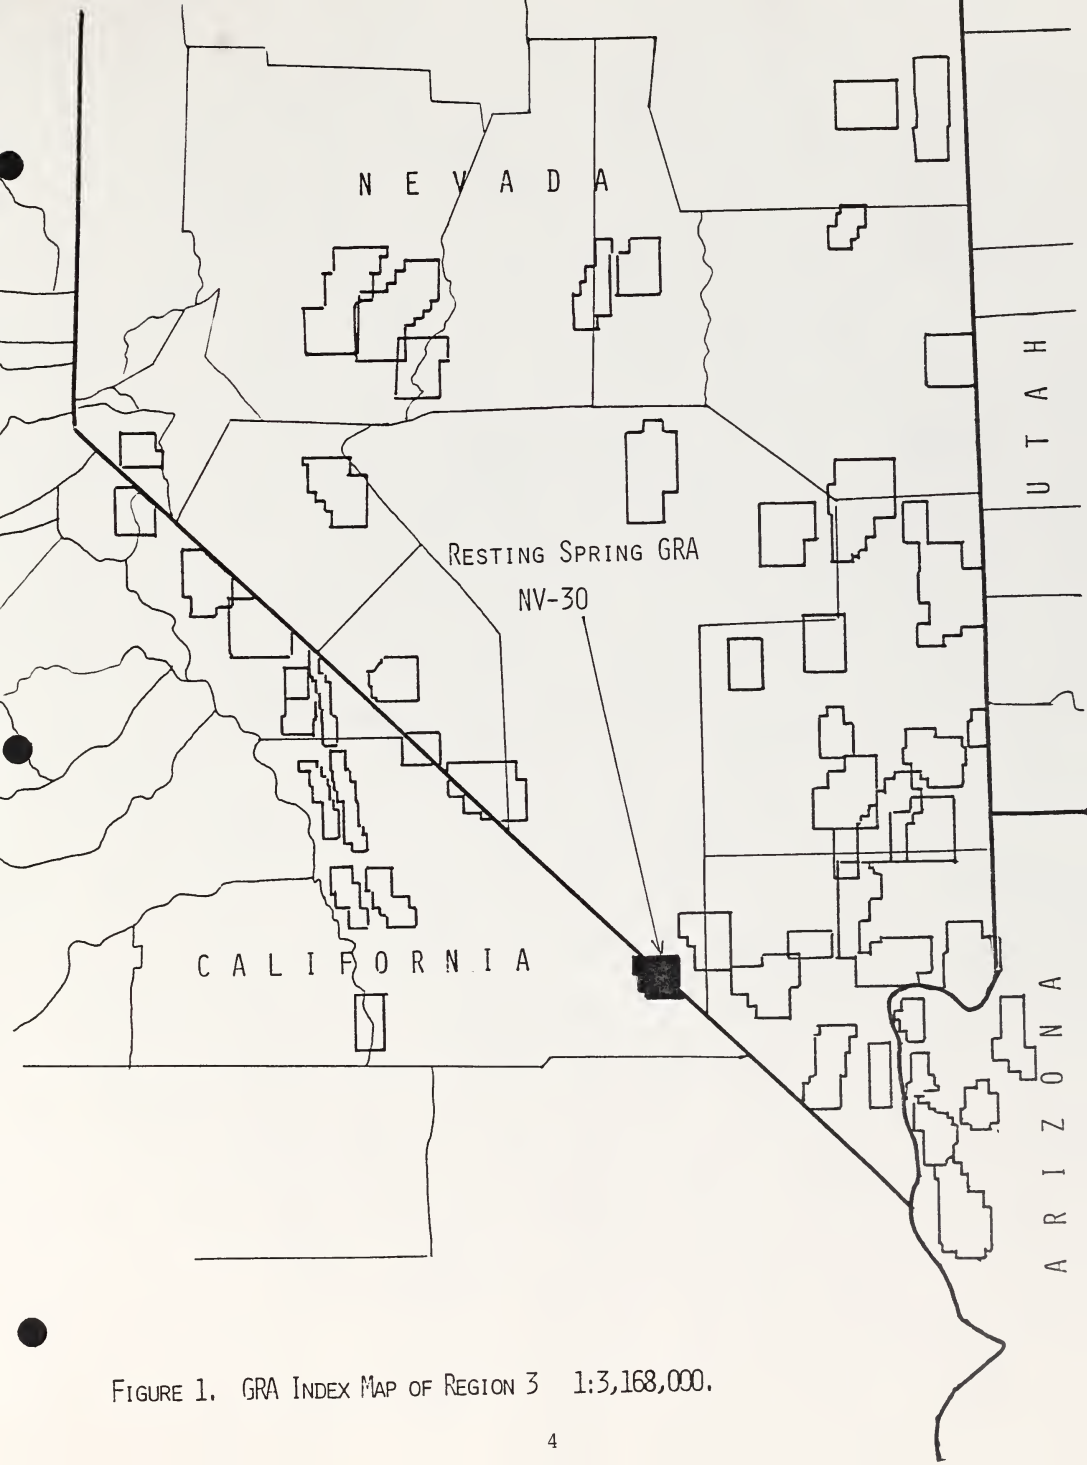 N E V A D A
U T A H
RESTING SPRING GRA
NV-30
C A L I F O R N I A
A R I Z O N A
FIGURE 1. GRA INDEX MAP OF REGION 3 1:3,168,000.
4